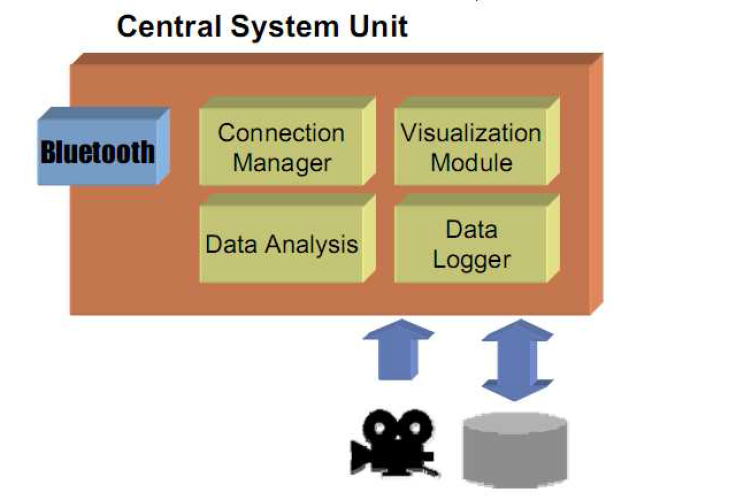 Central System Unit
Bluetooth
Connection
Manager
Visualization
Module
Data Analysis
Data
Logger